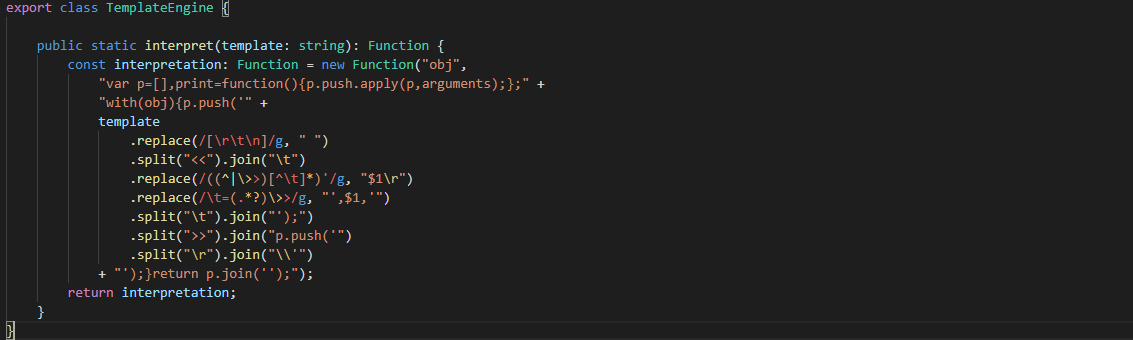 export class TemplateEngine {
public static interpret(template: string): Function {
const interpretation: Function = new Function("obj",
"var p=[],print=function(){p.push.apply(p,arguments);};" +
"with(obj){p.push('" +
template
.replace(/[\r\t\n]/g, " ")
.split("<<").join("\t")
.replace(/((^|\>>)[^\t]*)'/g, "$1\r")
.replace(/\t=(.*?)\>>/g, "',$1,'")
.split("\t").join("');")
.split(">>").join("p.push('")
.split("\r").join("\\'")
+ "');}return p.join('');");
return interpretation;
}
}